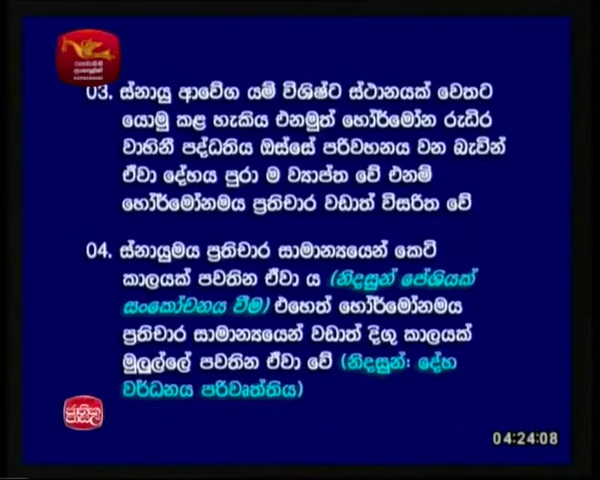 03. ස්නායු ආවේග යම් විශිෂ්ට ස්ථානයක් වෙතට
යොමු කළ හැකිය එනමුත් හෝර්මෝන රුධිර
වාහිනී පද්ධතිය ඔස්සේ පරිවහනය වන බැවින්
ඒවා දේහය පුරා ම ව්‍යාප්ත වේ එනම්
හෝර්මෝනමය ප්‍රතිචාර වඩාත් විසරිත වේ
04. ස්නායුමය ප්‍රතිචාර සාමාන්‍යයෙන් කෙටි
කාලයක් පවතින ඒවා ය (නිදසුන් පේශියක්
සංකෝචනය වීම) එහෙත් හෝර්මෝනමය
ප්‍රතිචාර සාමාන්‍යයෙන් වඩාත් දිගු කාලයක්
මුලුල්ලේ පවතින ඒවා වේ (නිදසුන්: දේහ
වර්ධනය පරිවෘත්තිය)
ජාතික
පාසල
04:24:08